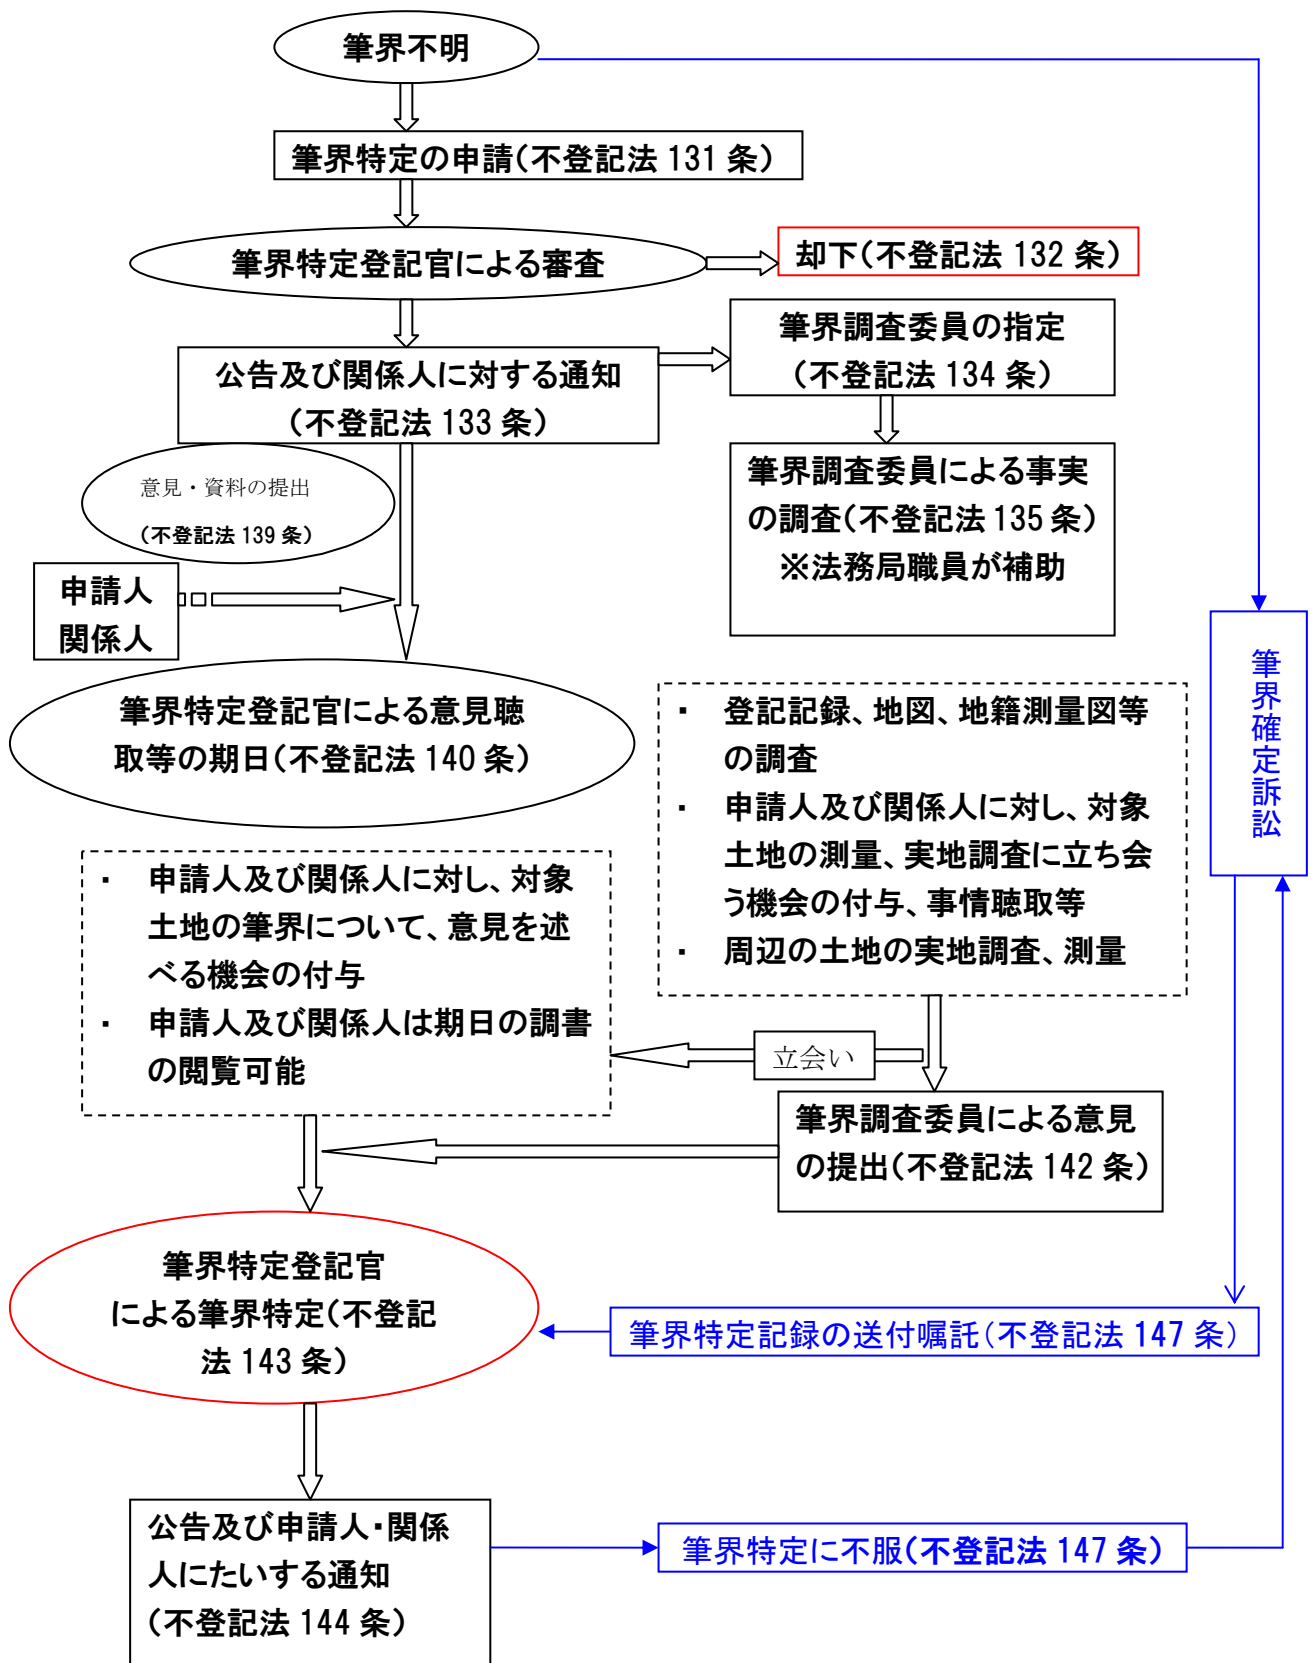 筆界不明
筆界特定の申請(不登記法 131 条)
筆界特定登記官による審査
却下(不登記法 132 条)
公告及び関係人に対する通知
(不登記法 133 条)
筆界調査委員の指定
(不登記法 134 条)
筆界調査委員による事実
の調査(不登記法 135 条)
※法務局職員が補助
意見・資料の提出
(不登記法 139 条)
申請人
関係人
筆界特定登記官による意見聴
取等の期日(不登記法 140 条)
・ 登記記録、地図、地籍測量図等
の調査
・ 申請人及び関係人に対し、対象
土地の測量、実地調査に立ち会
う機会の付与、事情聴取等
・ 周辺の土地の実地調査、測量
筆界確定訴訟
・ 申請人及び関係人に対し、対象
土地の筆界について、意見を述
べる機会の付与
・ 申請人及び関係人は期日の調書
の閲覧可能
立会い
筆界調査委員による意見
の提出(不登記法 142 条)
筆界特定登記官
による筆界特定(不登記
法 143 条)
筆界特定記録の送付嘱託(不登記法 147 条)
公告及び申請人・関係
人にたいする通知
(不登記法 144 条)
筆界特定に不服(不登記法 147 条)